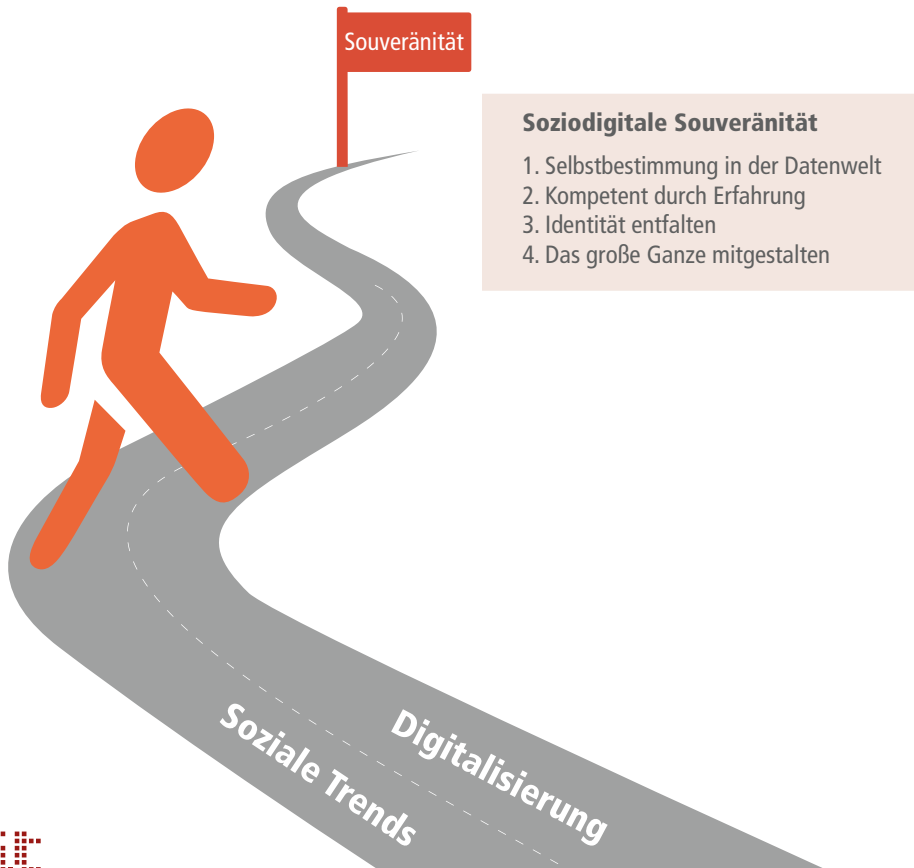 Souveränität
Soziodigitale Souveränität
1. Selbstbestimmung in der Datenwelt
2. Kompetent durch Erfahrung
3. Identität entfalten
4. Das große Ganze mitgestalten
Digitalisierung
Soziale Trends